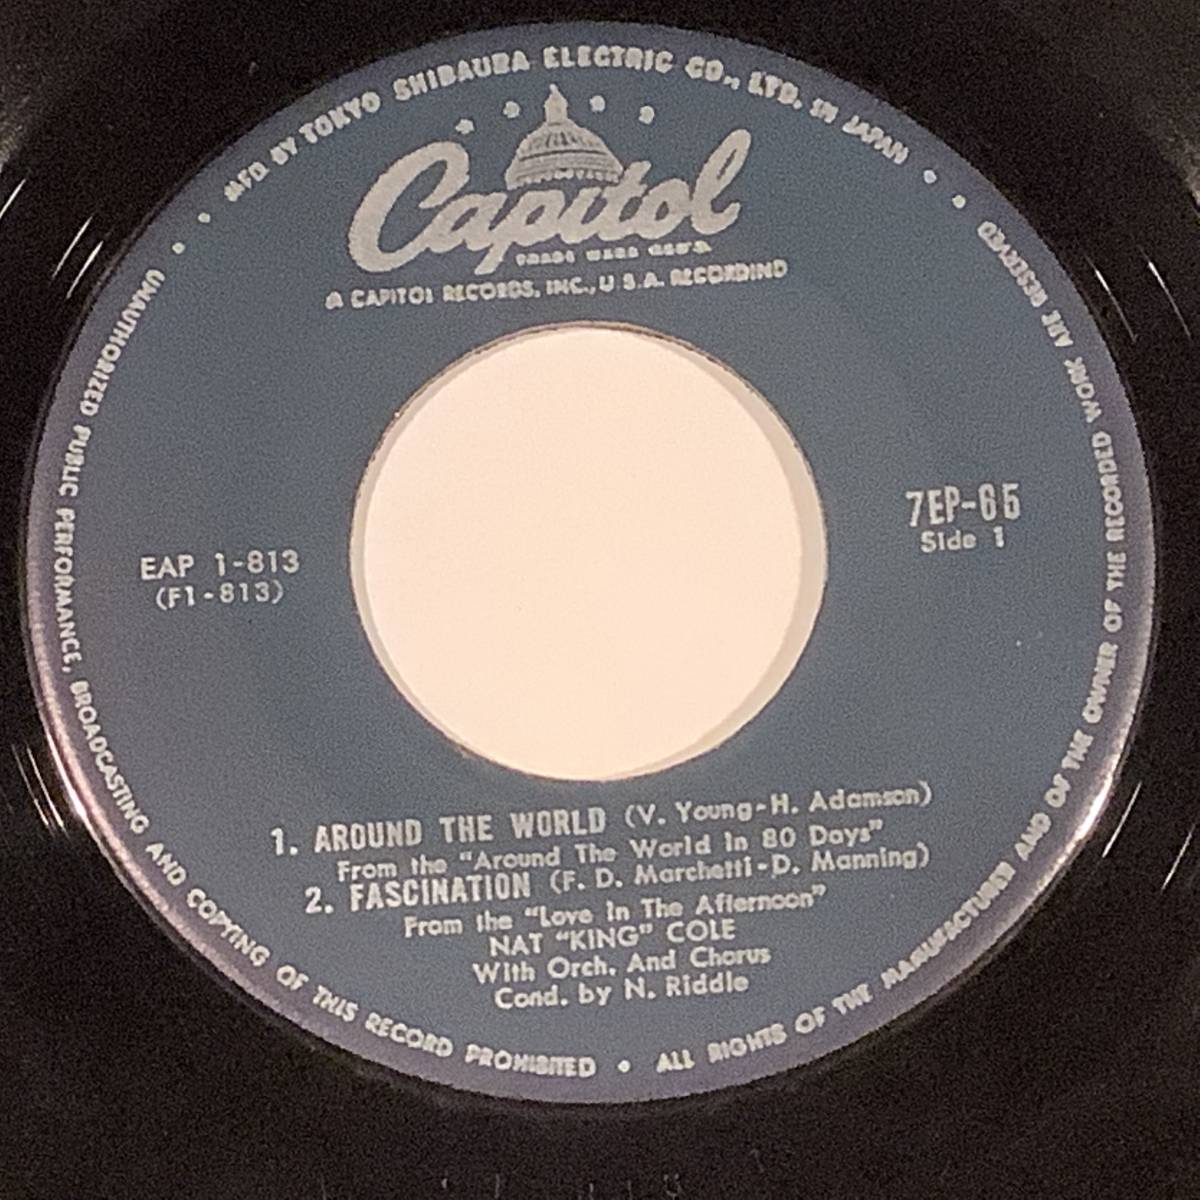 MFD BY TOKYO SHIBAURA ELECTRIC CO., LTD. IN JAPAN
Capitol
TRADE MARK REG'D.
A CAPITOL RECORDS, INC., U S.A. RECORDIND
7EP-65
Side 1
EAP 1-813
(F1-813)
1. AROUND THE WORLD (V. Young-H. Adamson)
From the "Around The World In 80 Days"
2. FASCINATION (F. D. Marchetti-D. Manning)
From the "Love In The Afternoon"
NAT "KING" COLE
With Orch. And Chorus
Cond. by N. Riddle
UNAUTHORIZED PUBLIC PERFORMANCE, BROADCASTING AND COPYING OF THIS RECORD PROHIBITED • ALL RIGHTS OF THE MANUFACTURER AND OF THE OWNER OF THE RECORDED WORK ARE RESERVED